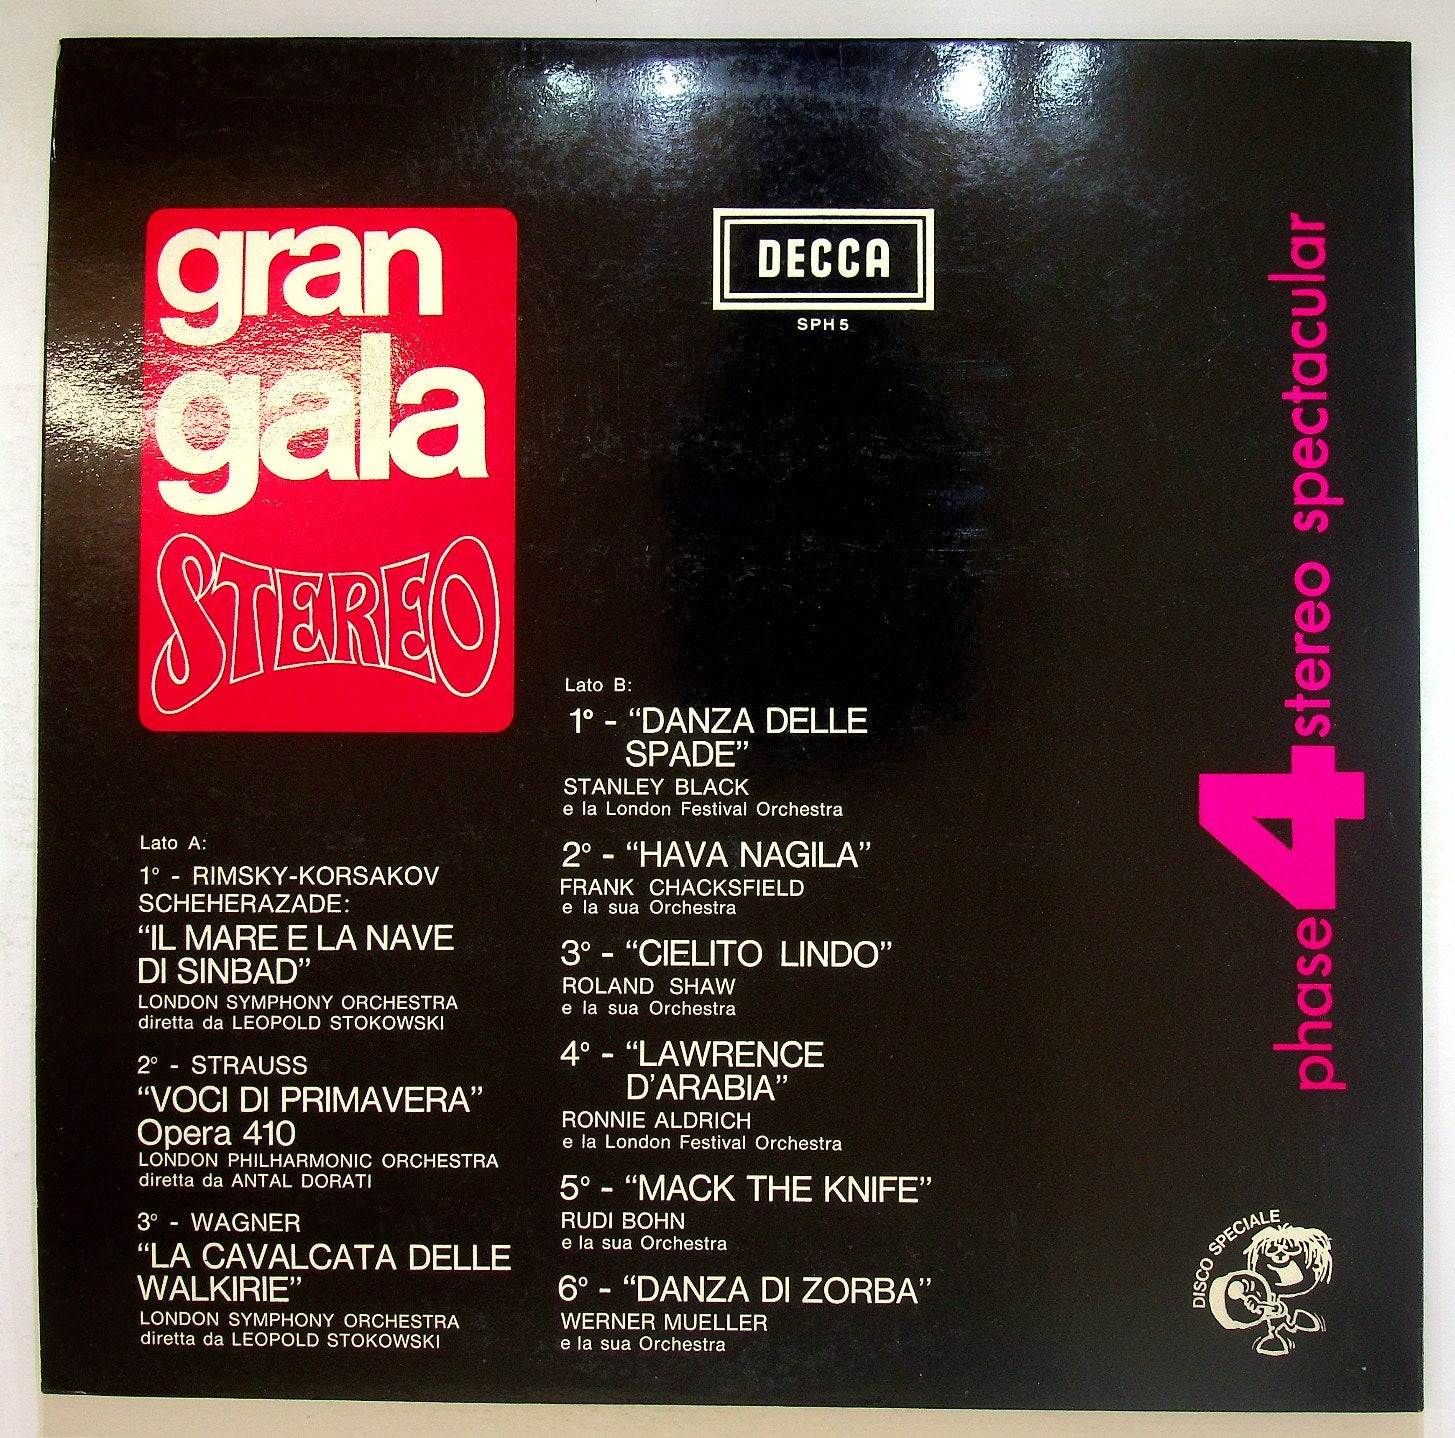 gran
gala
STEREO
DECCA
SPH 5
phase 4 stereo spectacular
Lato A:
1° - RIMSKY-KORSAKOV
SCHEHERAZADE:
“IL MARE E LA NAVE
DI SINBAD”
LONDON SYMPHONY ORCHESTRA
diretta da LEOPOLD STOKOWSKI
2° - STRAUSS
“VOCI DI PRIMAVERA”
Opera 410
LONDON PHILHARMONIC ORCHESTRA
diretta da ANTAL DORATI
3° - WAGNER
“LA CAVALCATA DELLE
WALKIRIE”
LONDON SYMPHONY ORCHESTRA
diretta da LEOPOLD STOKOWSKI
Lato B:
1° - “DANZA DELLE
SPADE”
STANLEY BLACK
e la London Festival Orchestra
2° - “HAVA NAGILA”
FRANK CHACKSFIELD
e la sua Orchestra
3° - “CIELITO LINDO”
ROLAND SHAW
e la sua Orchestra
4° - “LAWRENCE
D’ARABIA”
RONNIE ALDRICH
e la London Festival Orchestra
5° - “MACK THE KNIFE”
RUDI BOHN
e la sua Orchestra
6° - “DANZA DI ZORBA”
WERNER MUELLER
e la sua Orchestra
DISCO SPECIALE